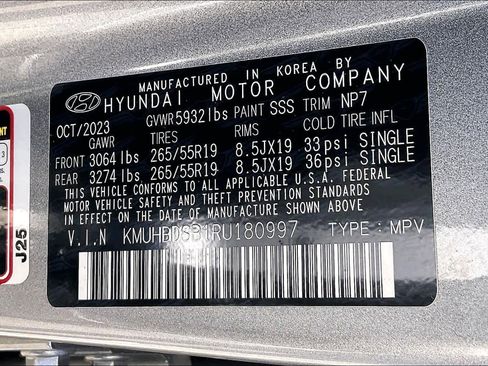 MANUFACTURED IN KOREA BY
HYUNDAI MOTOR COMPANY
OCT/2023 GVWR 5932 lbs PAINT SSS TRIM NP7
GAWR TIRES RIMS COLD TIRE INFL
FRONT 3064 lbs 265/55R19 8.5JX19 33psi SINGLE
REAR 3274 lbs 265/55R19 8.5JX19 36psi SINGLE
THIS VEHICLE CONFORMS TO ALL APPLICABLE U.S.A. FEDERAL
MOTOR VEHICLE SAFETY AND THEFT PREVENTION STANDARDS
IN EFFECT ON THE DATE OF MANUFACTURE SHOWN ABOVE.
V.I.N KMUHBDSB1RU180997 TYPE : MPV
J25